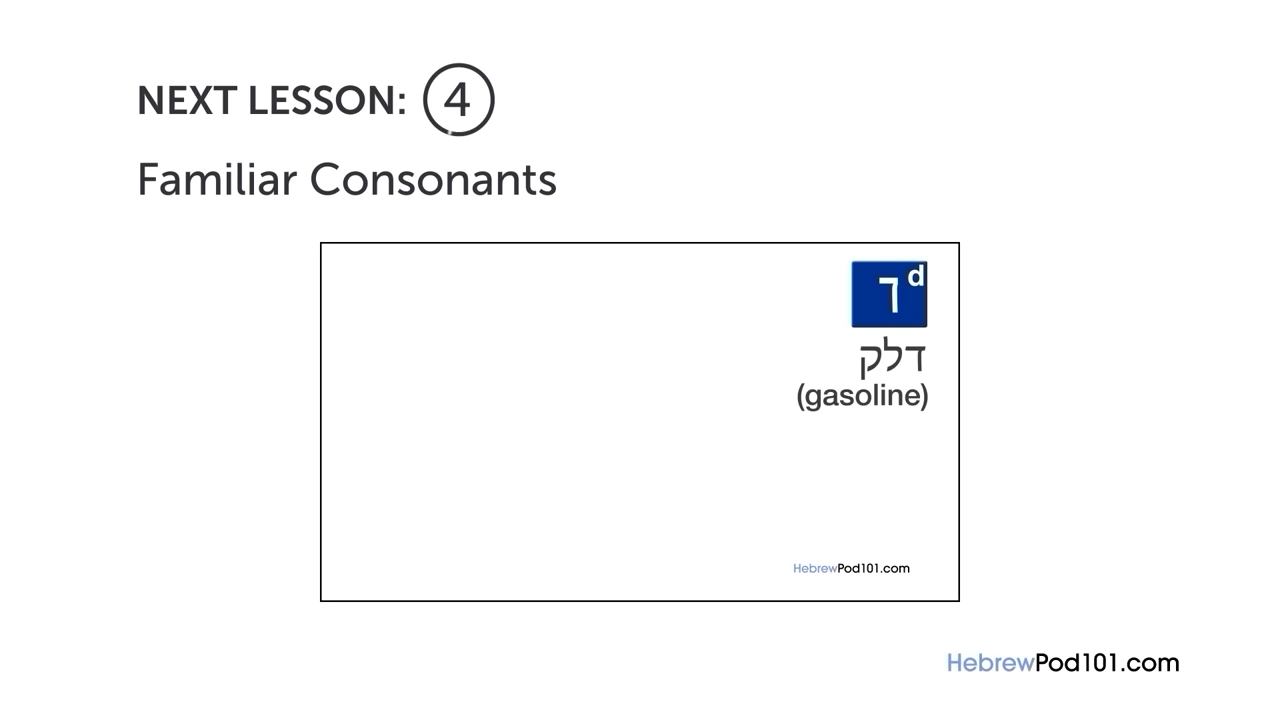 NEXT LESSON: 4
Familiar Consonants
ד d
דלק
(gasoline)
HebrewPod101.com
HebrewPod101.com